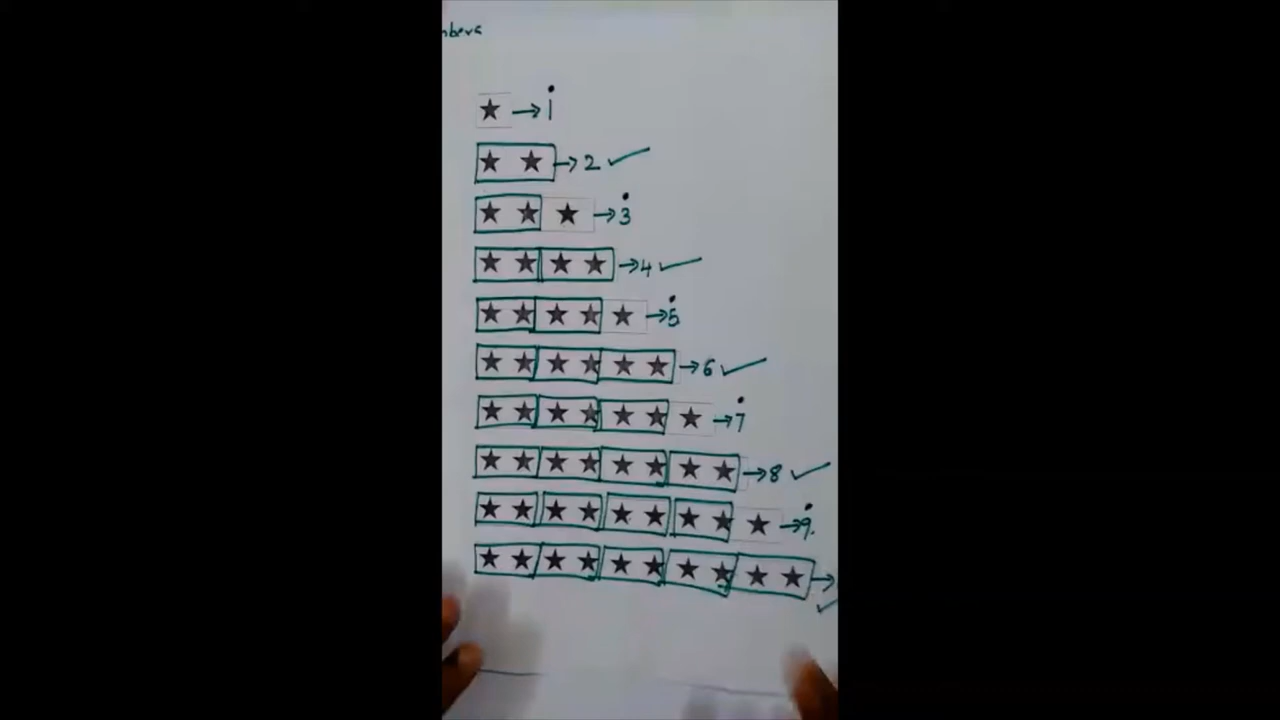 → 1
→ 2 ✓
→ 3
→ 4 ✓
→ 5
→ 6 ✓
→ 7
→ 8 ✓
→ 9.
→
✓